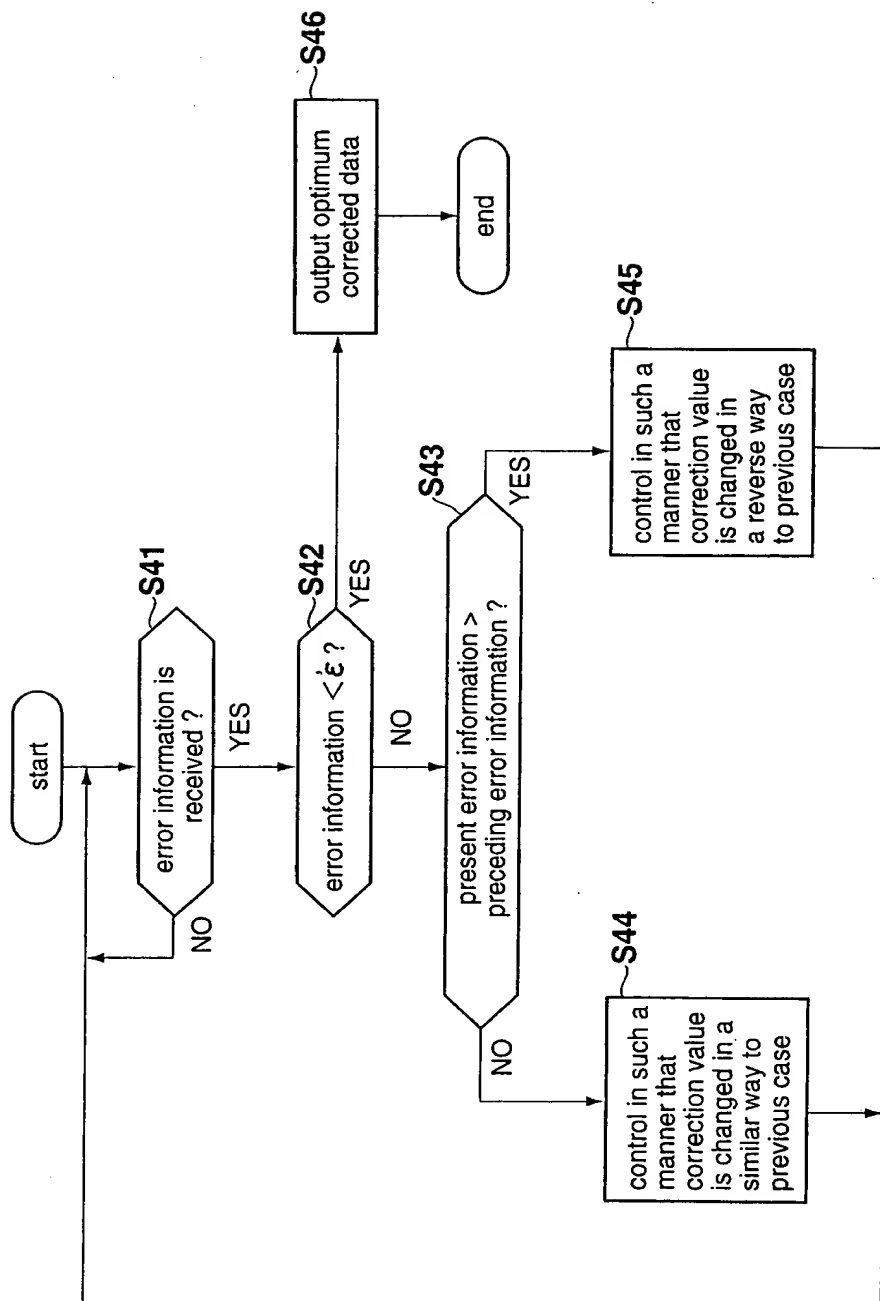 start
S41
error information is
received ?
NO
YES
S42
error information < ε ?
YES
NO
S46
output optimum
corrected data
end
S43
present error information >
preceding error information ?
NO
YES
S44
control in such a
manner that
correction value
is changed in a
similar way to
previous case
S45
control in such a
manner that
correction value
is changed in
a reverse way
to previous case